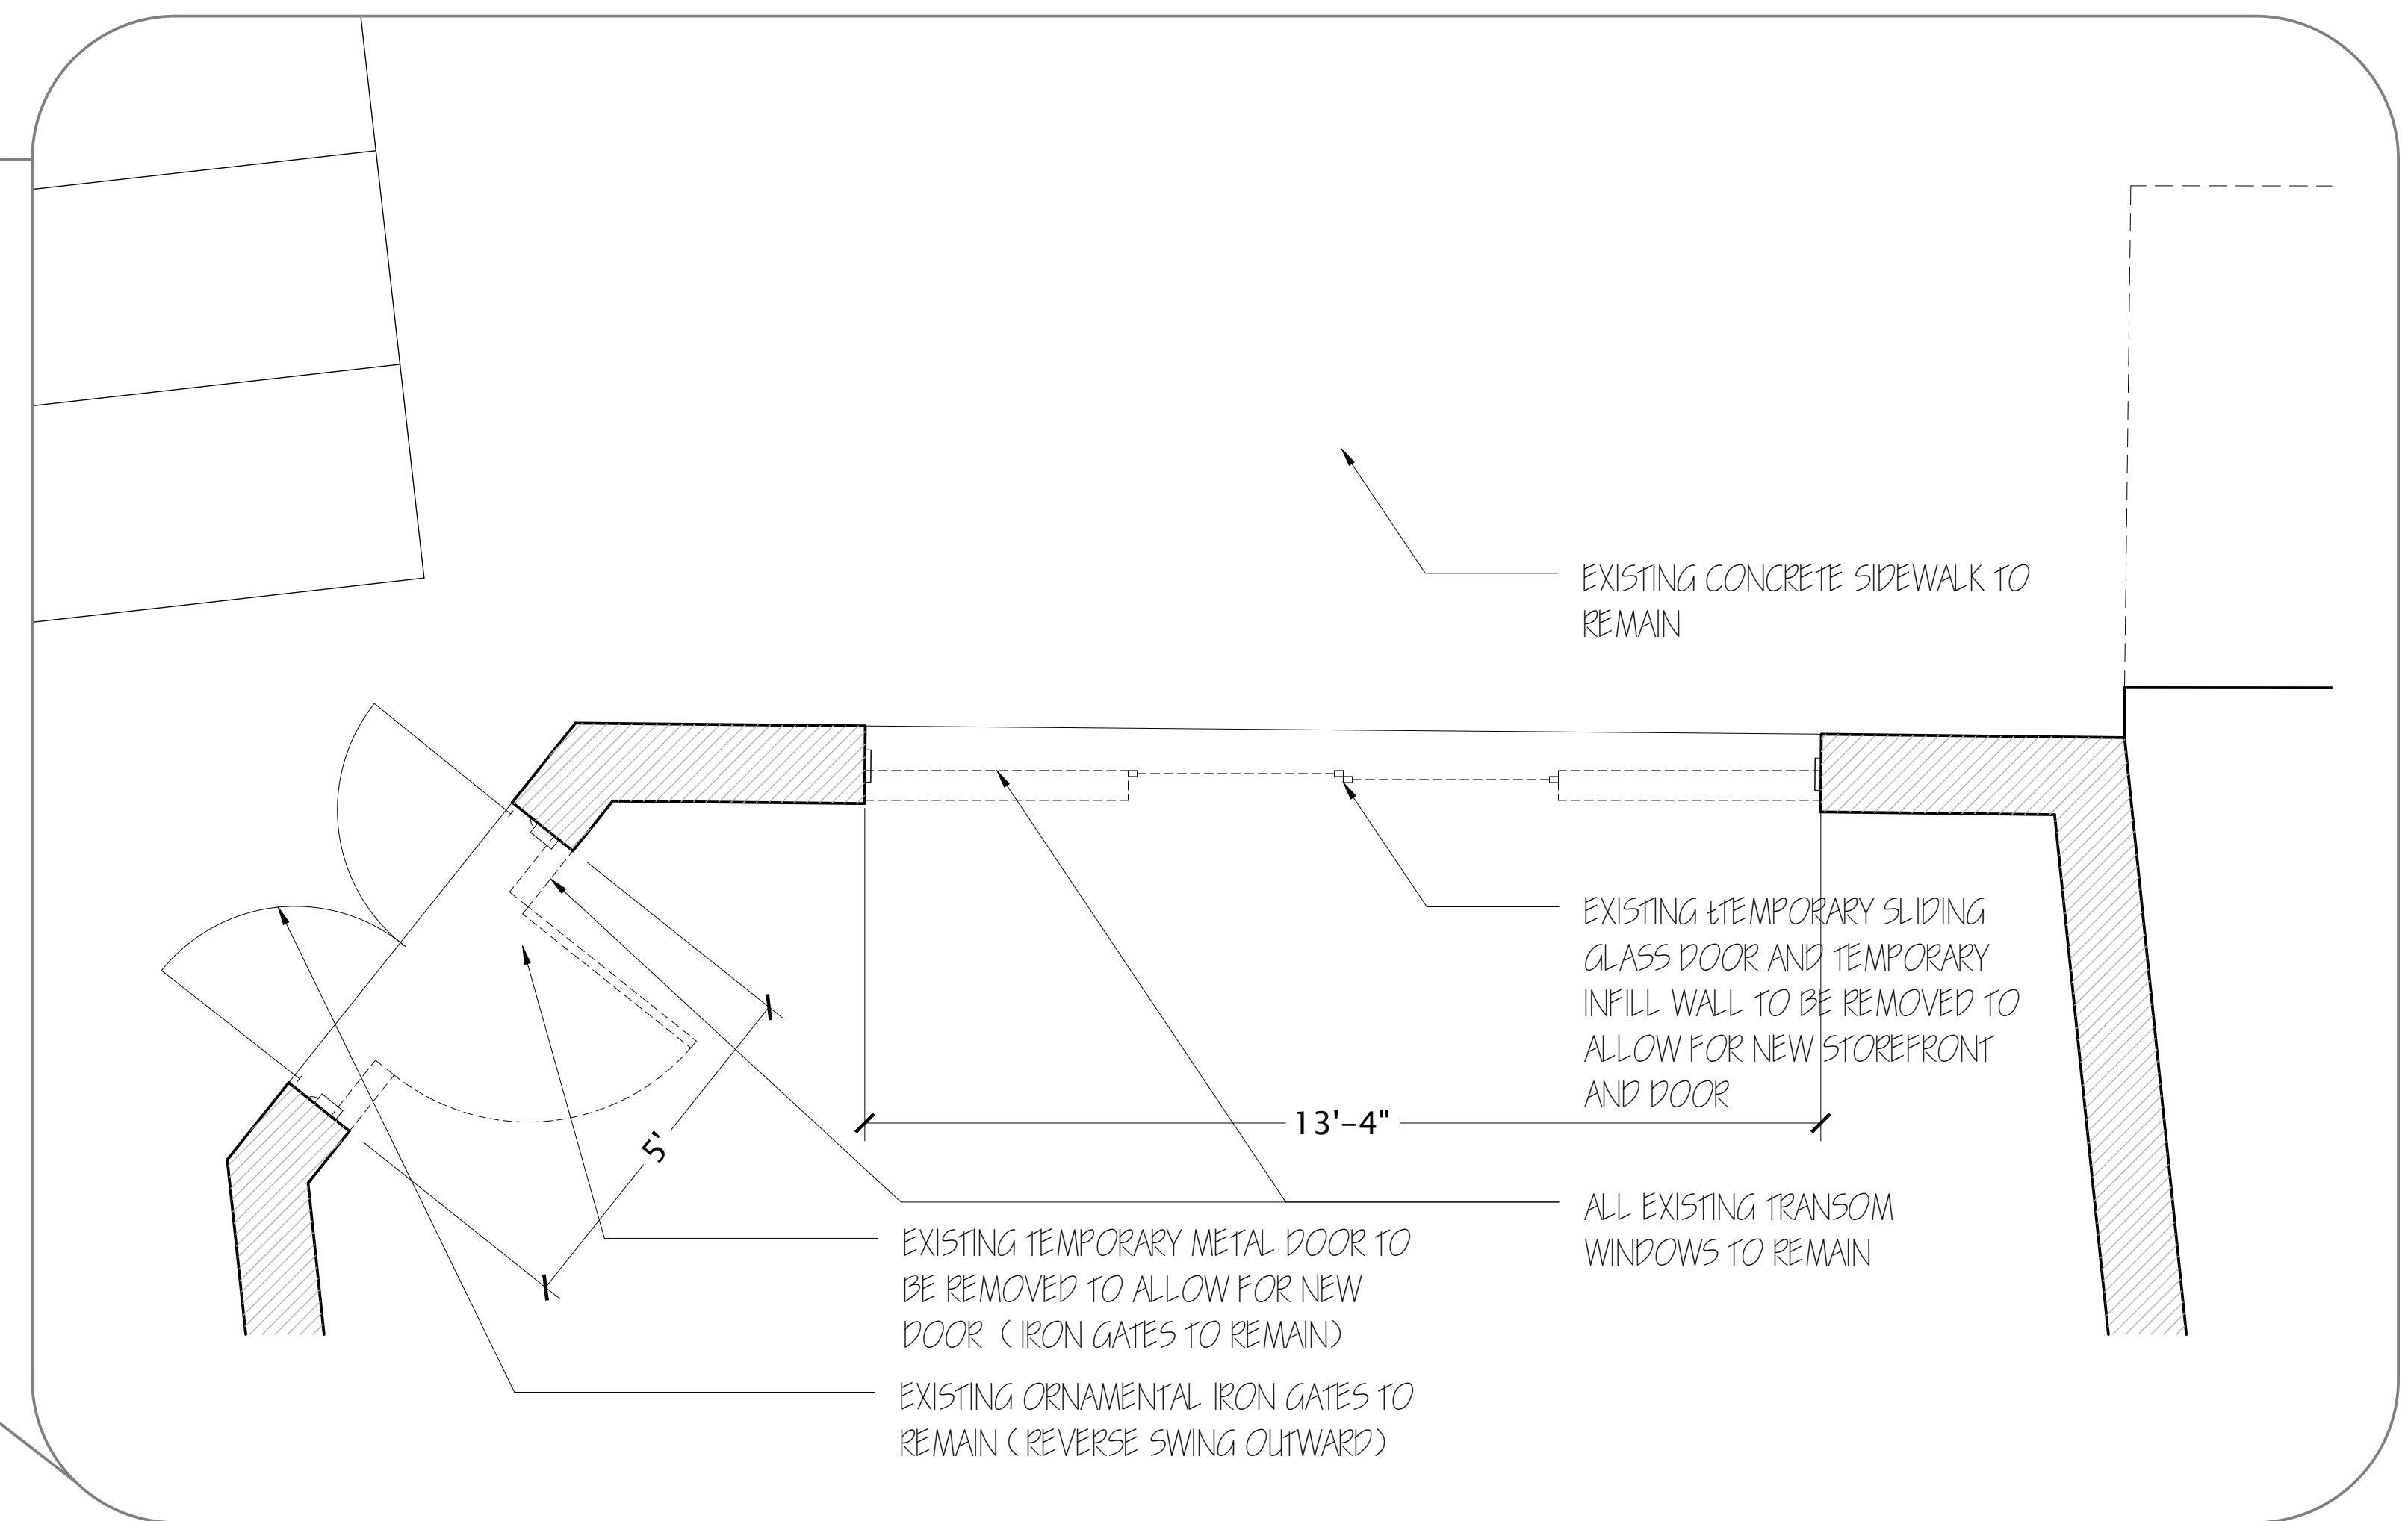 EXISTING CONCRETE SIDEWALK TO
REMAIN
EXISTING tTEMPORARY SLIDING
GLASS DOOR AND TEMPORARY
INFILL WALL TO BE REMOVED TO
ALLOW FOR NEW STOREFRONT
AND DOOR
13'-4"
5'
ALL EXISTING TRANSOM
WINDOWS TO REMAIN
EXISTING TEMPORARY METAL DOOR TO
BE REMOVED TO ALLOW FOR NEW
DOOR (IRON GATES TO REMAIN)
EXISTING ORNAMENTAL IRON GATES TO
REMAIN (REVERSE SWING OUTWARD)